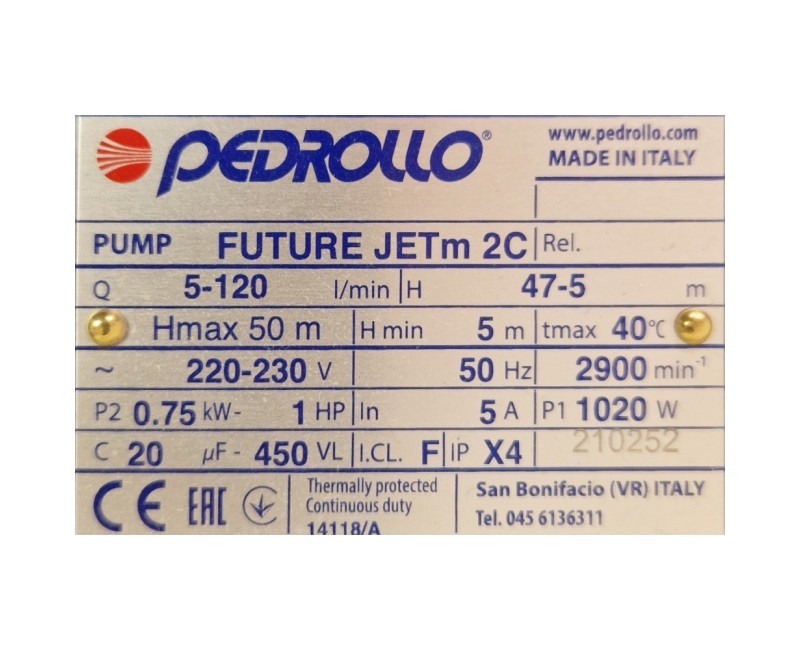 PEDROLLO®
www.pedrollo.com
MADE IN ITALY
PUMP FUTURE JETm 2C Rel.
Q 5-120 l/min H 47-5 m
Hmax 50 m H min 5 m tmax 40°C
~ 220-230 V 50 Hz 2900 min-1
P2 0.75 kW- 1 HP In 5 A P1 1020 W
C 20 µF - 450 VL I.CL. F IP X4 210252
CE EAC
Thermally protected
Continuous duty
14118/A
San Bonifacio (VR) ITALY
Tel. 045 6136311